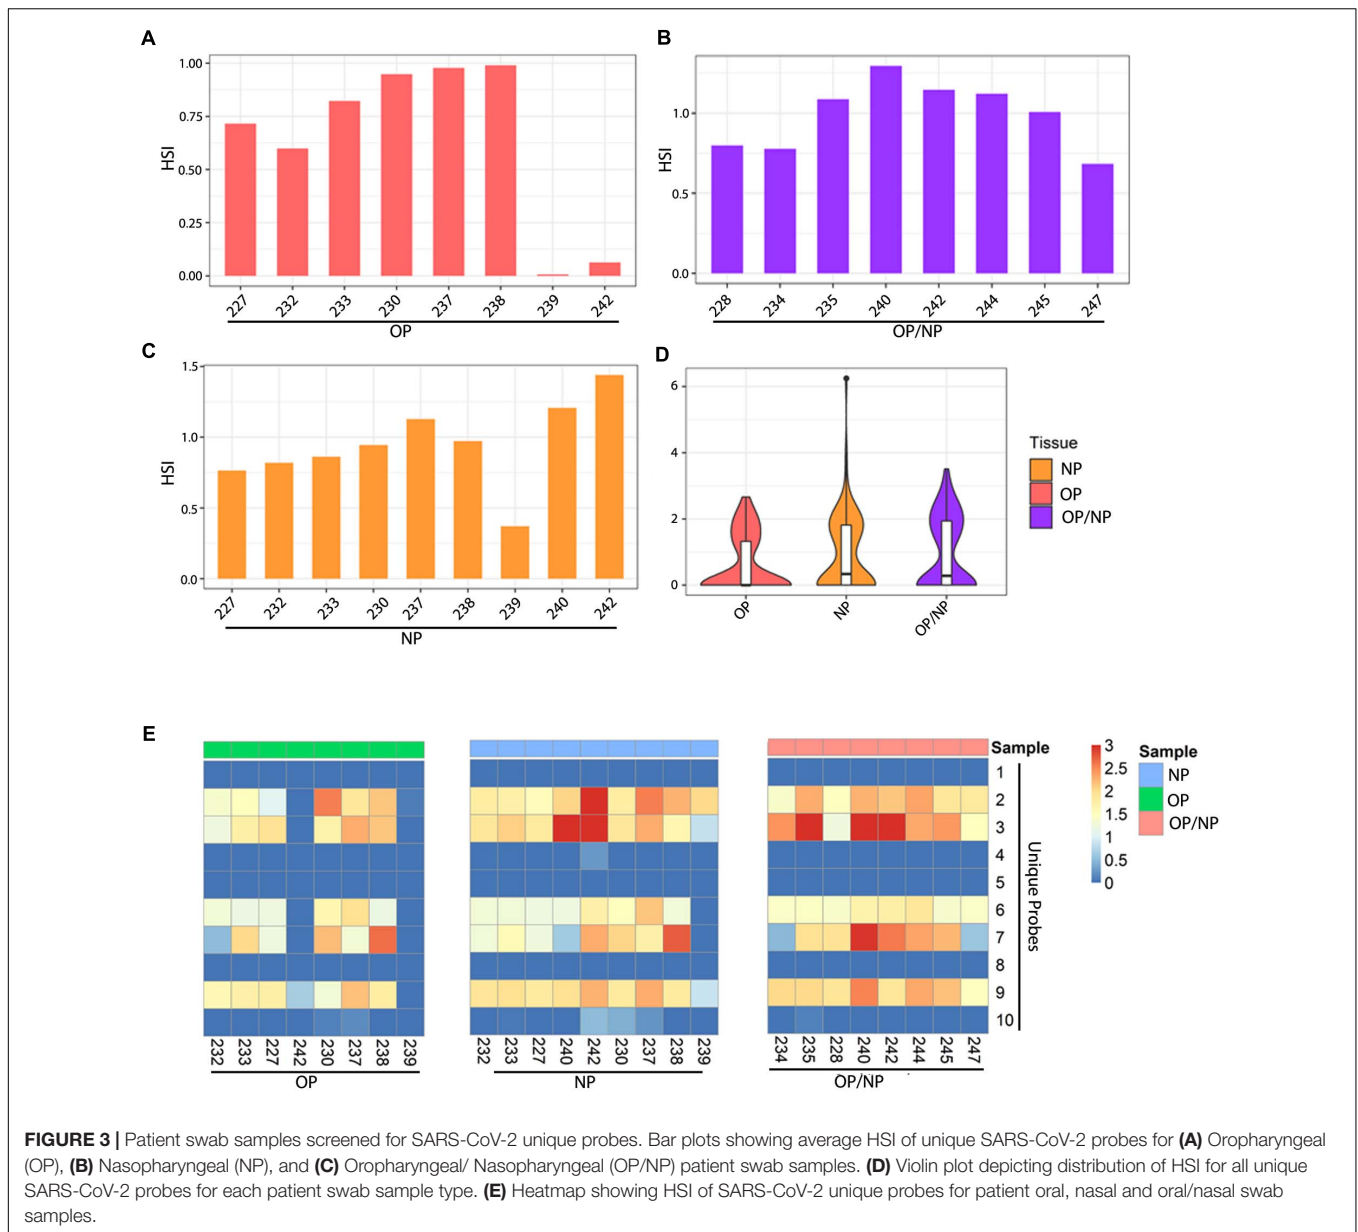 A
HSI
1.00
0.75
0.50
0.25
0.00
227 232 233 230 237 238 239 242
OP
B
HSI
1.0
0.5
0.0
228 234 235 240 242 244 245 247
OP/NP
C
HSI
1.5
1.0
0.5
0.0
227 232 233 230 237 238 239 240 242
NP
D
6
4
2
0
OP NP OP/NP
Tissue
NP
OP
OP/NP
E
Sample
1
2
3
4
5
6
7
8
9
10
Unique Probes
232 233 227 242 230 237 238 239
OP
232 233 227 240 242 230 237 238 239
NP
234 235 228 240 242 244 245 247
OP/NP
3
2.5
2
1.5
1
0.5
0
Sample
NP
OP
OP/NP
FIGURE 3 | Patient swab samples screened for SARS-CoV-2 unique probes. Bar plots showing average HSI of unique SARS-CoV-2 probes for (A) Oropharyngeal
(OP), (B) Nasopharyngeal (NP), and (C) Oropharyngeal/ Nasopharyngeal (OP/NP) patient swab samples. (D) Violin plot depicting distribution of HSI for all unique
SARS-CoV-2 probes for each patient swab sample type. (E) Heatmap showing HSI of SARS-CoV-2 unique probes for patient oral, nasal and oral/nasal swab
samples.